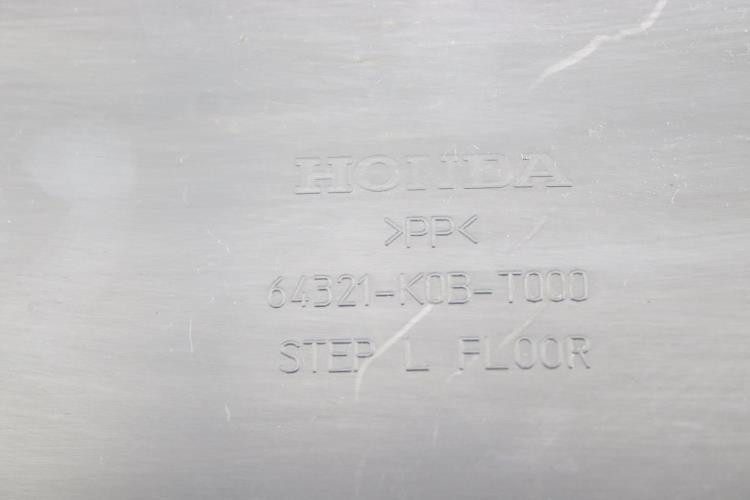 HONDA
>PP<
64321-K0B-T000
STEP L FLOOR